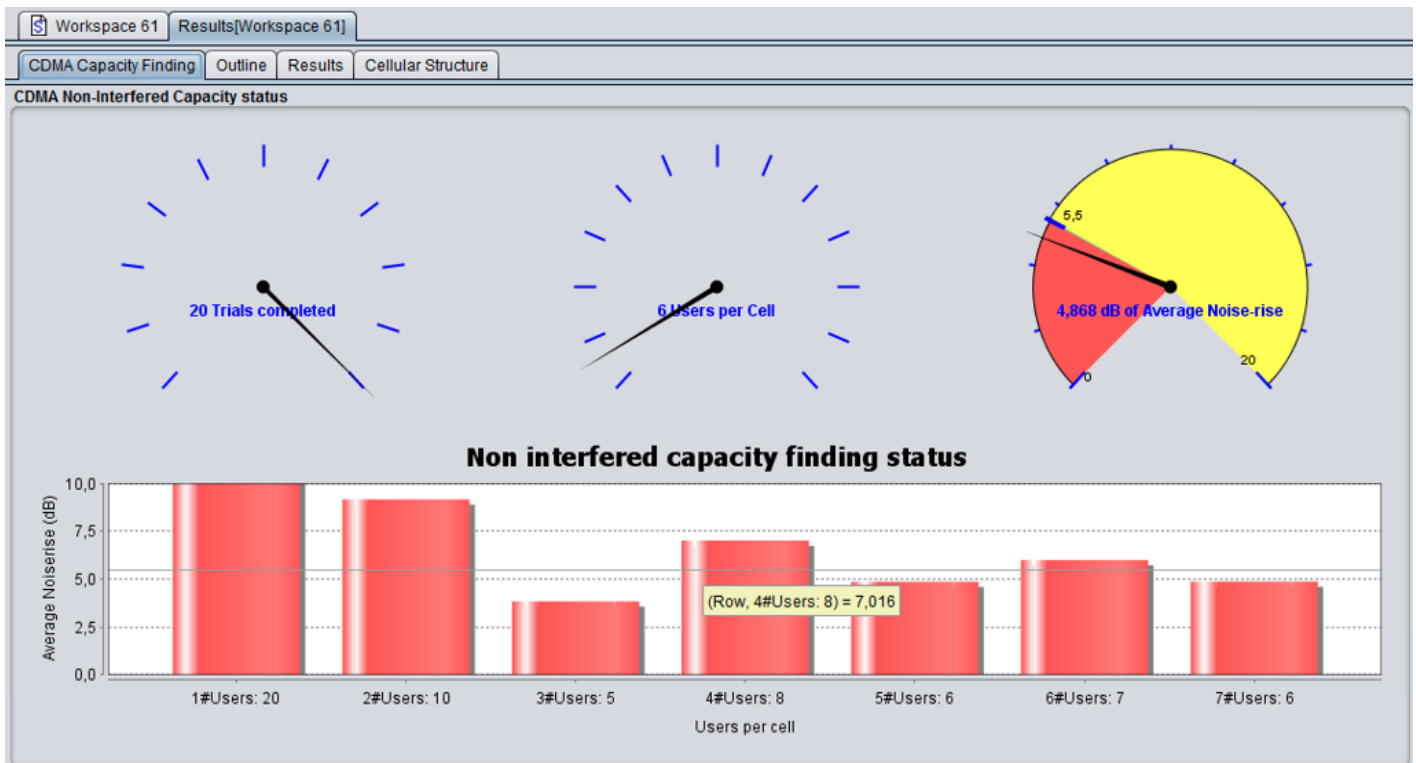 Workspace 61 Results[Workspace 61]
CDMA Capacity Finding Outline Results Cellular Structure
CDMA Non-Interfered Capacity status
20 Trials completed
6 Users per Cell
5,5
4,868 dB of Average Noise-rise
0
20
Non interfered capacity finding status
Average Noiserise (dB)
10,0
7,5
5,0
2,5
0,0
(Row, 4#Users: 8) = 7,016
1#Users: 20 2#Users: 10 3#Users: 5 4#Users: 8 5#Users: 6 6#Users: 7 7#Users: 6
Users per cell